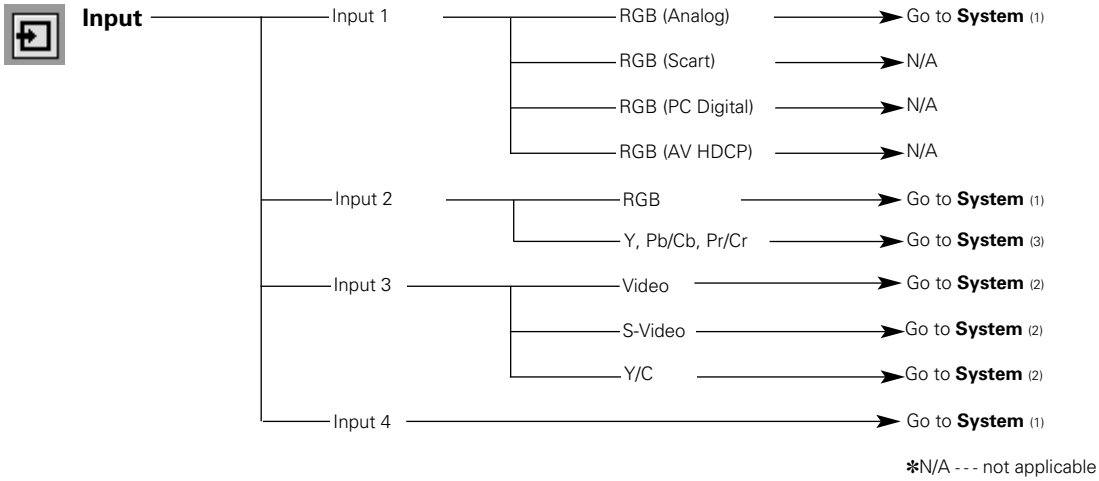 Input
Input 1
RGB (Analog)
Go to System (1)
RGB (Scart)
N/A
RGB (PC Digital)
N/A
RGB (AV HDCP)
N/A
Input 2
RGB
Go to System (1)
Y, Pb/Cb, Pr/Cr
Go to System (3)
Input 3
Video
Go to System (2)
S-Video
Go to System (2)
Y/C
Go to System (2)
Input 4
Go to System (1)
✽N/A - - - not applicable